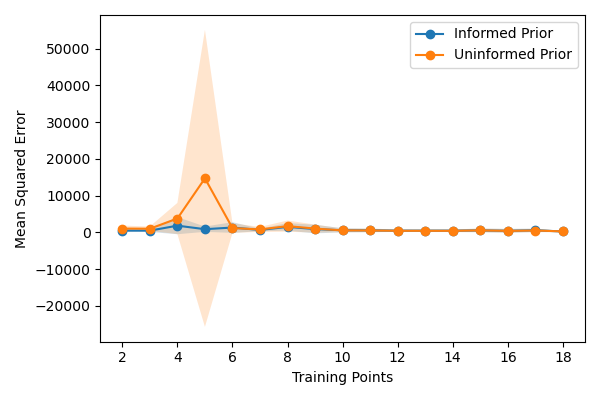 Informed Prior
Uninformed Prior
Mean Squared Error
50000
40000
30000
20000
10000
0
−10000
−20000
2 4 6 8 10 12 14 16 18
Training Points